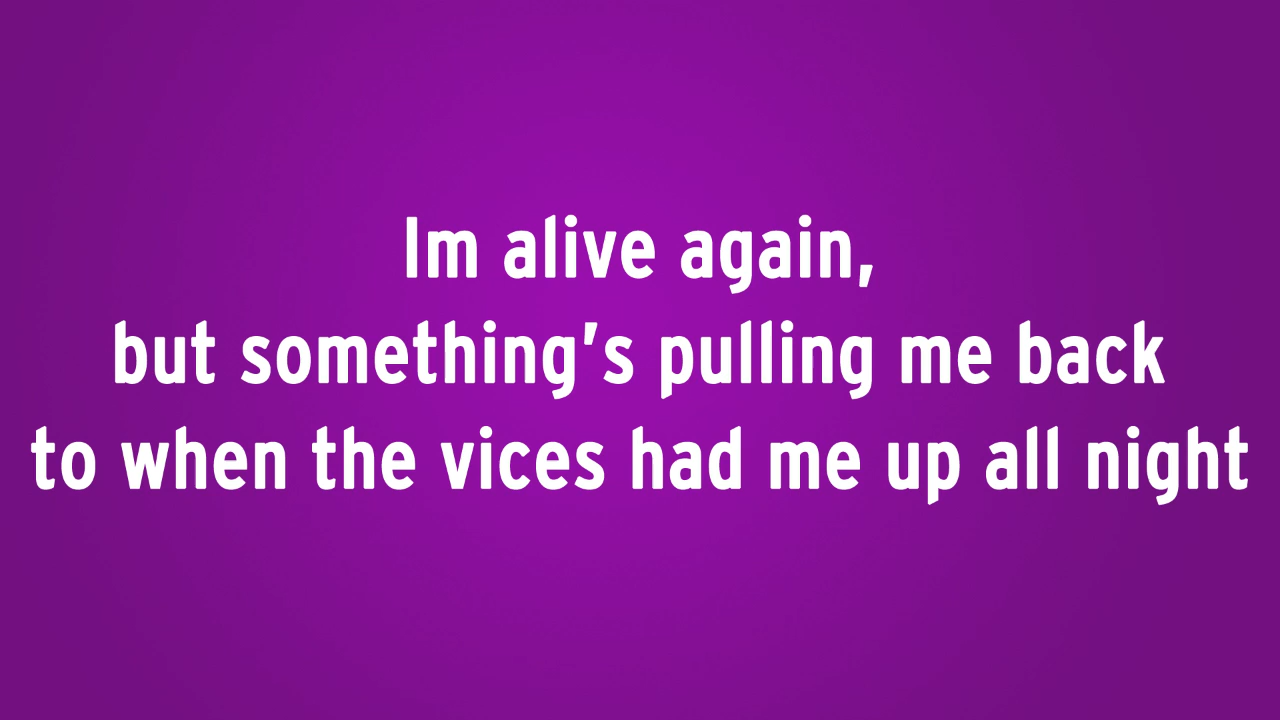 Im alive again,
but something's pulling me back
to when the vices had me up all night